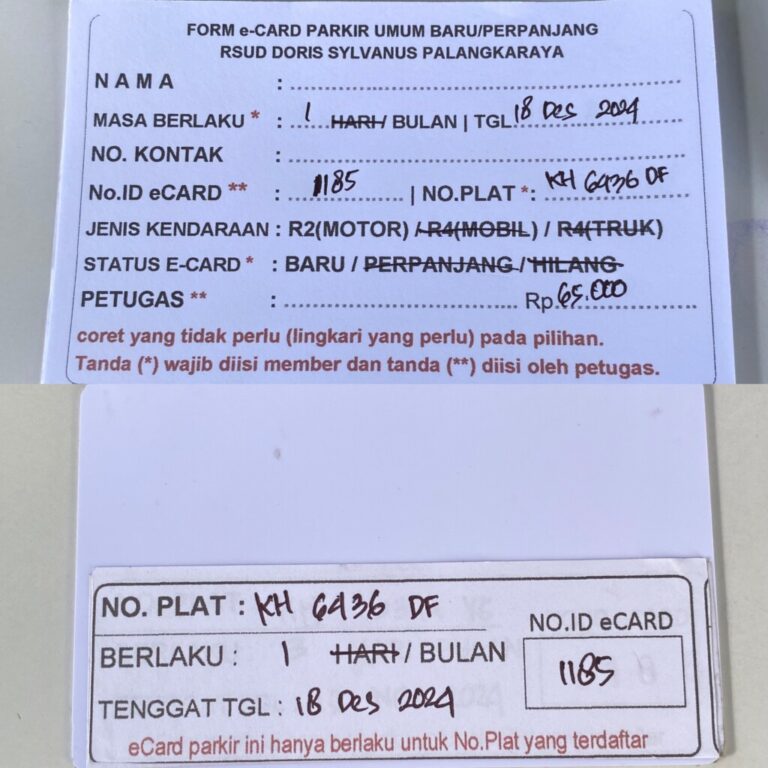 FORM e-CARD PARKIR UMUM BARU/PERPANJANG
RSUD DORIS SYLVANUS PALANGKARAYA
NAMA :
MASA BERLAKU * : 1 HARI / BULAN | TGL 18 Des 2024
NO. KONTAK :
No.ID eCARD ** : 1185 | NO.PLAT *: KH 6436 DF
JENIS KENDARAAN : R2(MOTOR) / R4(MOBIL) / R4(TRUK)
STATUS E-CARD * : BARU / PERPANJANG / HILANG
PETUGAS ** : Rp. 65.000
coret yang tidak perlu (lingkari yang perlu) pada pilihan.
Tanda (*) wajib diisi member dan tanda (**) diisi oleh petugas.
NO. PLAT : KH 6436 DF
NO.ID eCARD
BERLAKU : 1 HARI / BULAN
1185
TENGGAT TGL : 18 Des 2024
eCard parkir ini hanya berlaku untuk No.Plat yang terdaftar